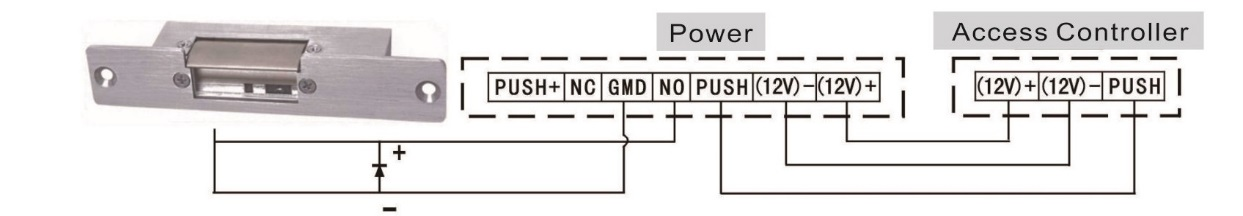 Power
Access Controller
PUSH+ NC GMD NO PUSH (12V)- (12V)+
(12V)+ (12V)- PUSH
+
-